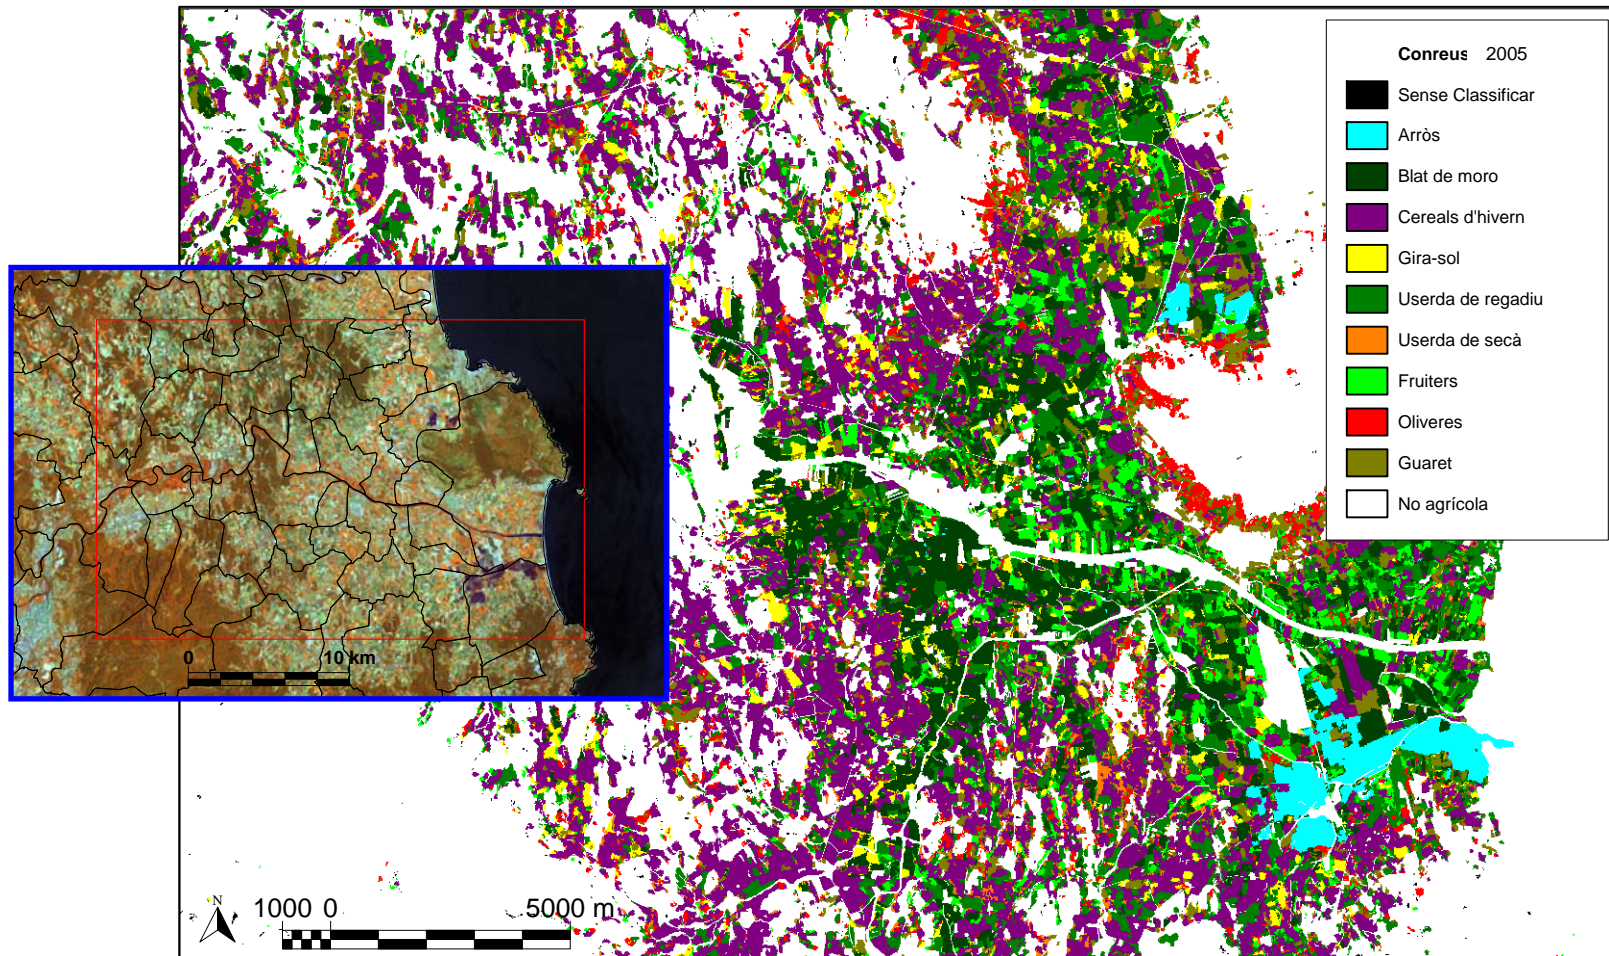 Conreus 2005
Sense Classificar
Arròs
Blat de moro
Cereals d'hivern
Gira-sol
Userda de regadiu
Userda de secà
Fruiters
Oliveres
Guaret
No agrícola
0 10 km
N
1000 0 5000 m